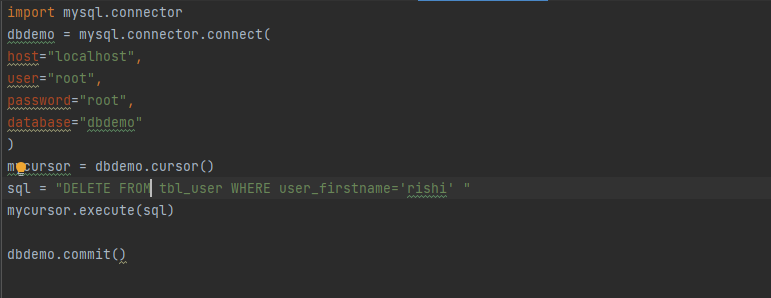 import mysql.connector
dbdemo = mysql.connector.connect(
host="localhost",
user="root",
password="root",
database="dbdemo"
)
mycursor = dbdemo.cursor()
sql = "DELETE FROM tbl_user WHERE user_firstname='rishi' "
mycursor.execute(sql)
dbdemo.commit()